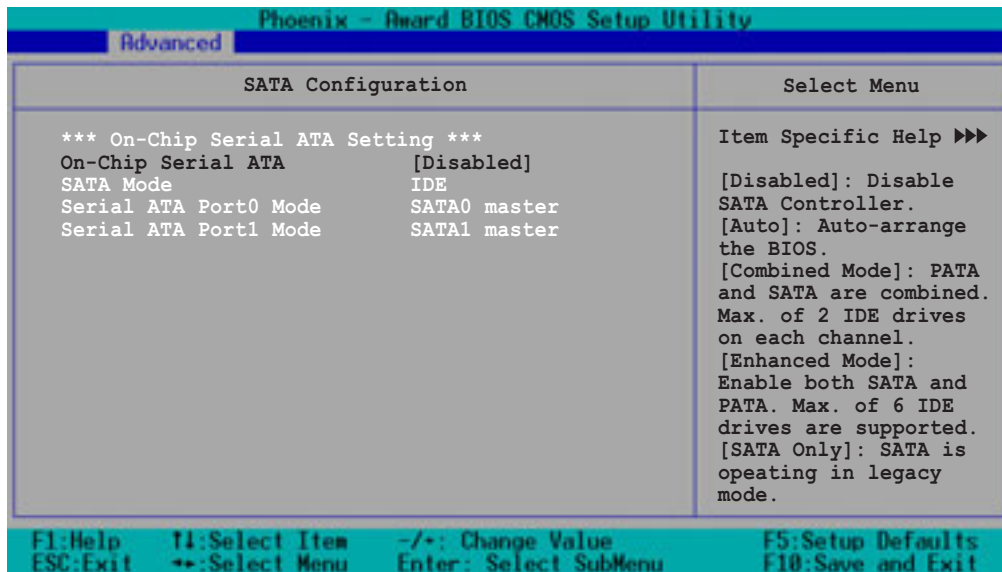 Phoenix - Award BIOS CMOS Setup Utility
Advanced
SATA Configuration
Select Menu
*** On-Chip Serial ATA Setting ***
On-Chip Serial ATA [Disabled]
SATA Mode IDE
Serial ATA Port0 Mode SATA0 master
Serial ATA Port1 Mode SATA1 master
Item Specific Help ▶▶▶
[Disabled]: Disable
SATA Controller.
[Auto]: Auto-arrange
the BIOS.
[Combined Mode]: PATA
and SATA are combined.
Max. of 2 IDE drives
on each channel.
[Enhanced Mode]:
Enable both SATA and
PATA. Max. of 6 IDE
drives are supported.
[SATA Only]: SATA is
opeating in legacy
mode.
F1:Help ↑↓:Select Item -/+: Change Value F5:Setup Defaults
ESC:Exit ←→:Select Menu Enter: Select SubMenu F10:Save and Exit